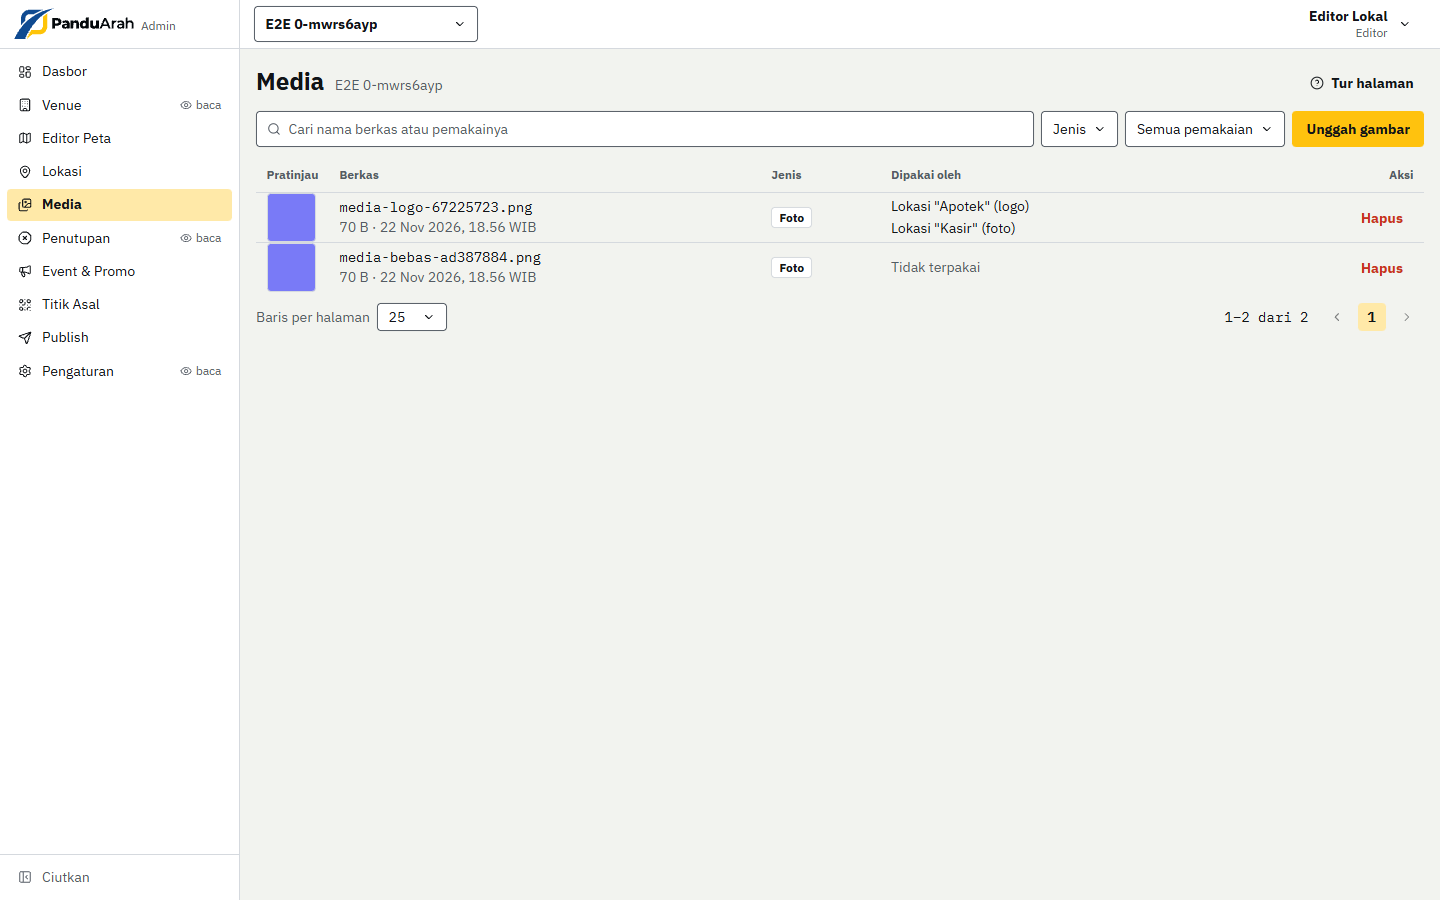 PanduArah Admin
E2E 0-mwrs6ayp
Editor Lokal
Editor
Dasbor
Venue baca
Editor Peta
Lokasi
Media
Penutupan baca
Event & Promo
Titik Asal
Publish
Pengaturan baca
Ciutkan
Media E2E 0-mwrs6ayp
Tur halaman
Cari nama berkas atau pemakainya
Jenis
Semua pemakaian
Unggah gambar
Pratinjau Berkas Jenis Dipakai oleh Aksi
media-logo-67225723.png
70 B · 22 Nov 2026, 18.56 WIB
Foto
Lokasi "Apotek" (logo)
Lokasi "Kasir" (foto)
Hapus
media-bebas-ad387884.png
70 B · 22 Nov 2026, 18.56 WIB
Foto
Tidak terpakai
Hapus
Baris per halaman 25
1–2 dari 2
1